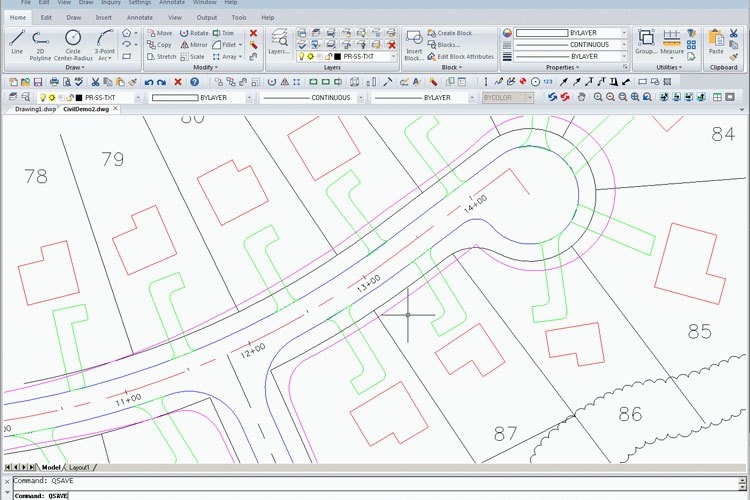 File Edit View Draw Inquiry Settings Annotate Window Help
Home Edit Draw Insert Annotate View Output Tools Help
Line
2D Polyline
Circle Center-Radius
3-Point Arc
Draw
Move Rotate Trim
Copy Mirror Fillet
Stretch Scale Array
Modify
Layers...
PR-SS-TXT
Layers
Insert Block...
Create Block
Blocks...
Edit Block Attributes
Block
BYLAYER
CONTINUOUS
BYLAYER
Properties
Group...
Measure
Utilities
Paste
Clipboard
123
PR-SS-TXT BYLAYER CONTINUOUS BYLAYER BYCOLOR
Drawing1.dwg CivilDemo2.dwg
80
84
79
78
14+00
13+00
12+00
85
11+00
86
87
00
Model Layout1
Command: QSAVE
Command: QSAVE